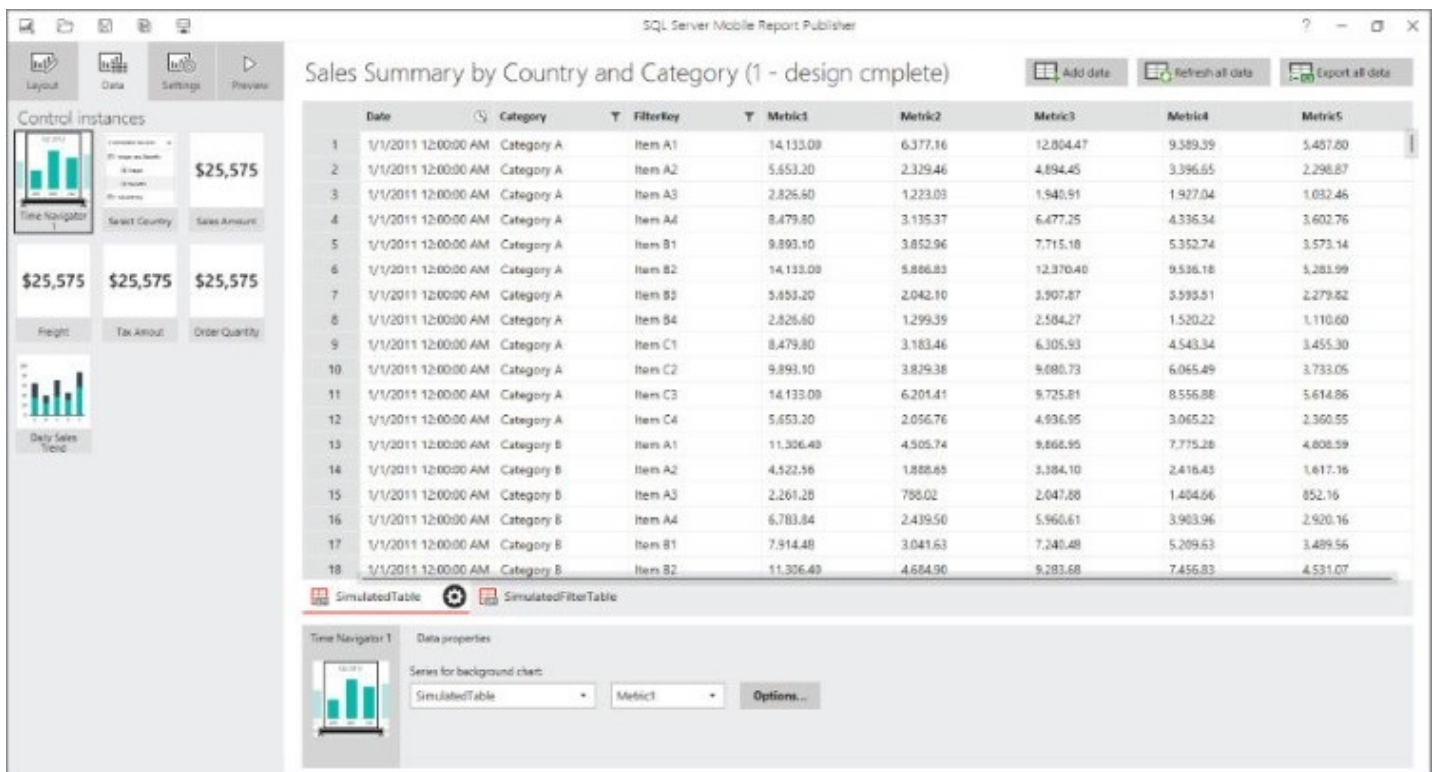 SQL Server Mobile Report Publisher
Layout Data Settings Preview
Sales Summary by Country and Category (1 - design cmplete)
Add data Refresh all data Export all data
Control instances
Time Navigator 1
Select Country
$25,575
Sales Amount
$25,575
Freight
$25,575
Tax Amout
$25,575
Order Quantity
Daily Sales Trend
Date Category FilterKey Metric1 Metric2 Metric3 Metric4 Metric5
1 1/1/2011 12:00:00 AM Category A Item A1 14,133.00 6,377.16 12,804.47 9,389.39 5,487.80
2 1/1/2011 12:00:00 AM Category A Item A2 5,653.20 2,329.46 4,894.45 3,396.65 2,298.87
3 1/1/2011 12:00:00 AM Category A Item A3 2,826.60 1,223.03 1,940.91 1,927.04 1,032.46
4 1/1/2011 12:00:00 AM Category A Item A4 8,479.80 3,135.37 6,477.25 4,336.34 3,602.76
5 1/1/2011 12:00:00 AM Category A Item B1 9,893.10 3,852.96 7,715.18 5,352.74 3,573.14
6 1/1/2011 12:00:00 AM Category A Item B2 14,133.00 5,886.83 12,370.40 9,536.18 5,283.99
7 1/1/2011 12:00:00 AM Category A Item B3 5,653.20 2,042.10 3,907.87 3,593.51 2,279.82
8 1/1/2011 12:00:00 AM Category A Item B4 2,826.60 1,299.39 2,584.27 1,520.22 1,110.60
9 1/1/2011 12:00:00 AM Category A Item C1 8,479.80 3,183.46 6,305.93 4,543.34 3,455.30
10 1/1/2011 12:00:00 AM Category A Item C2 9,893.10 3,829.38 9,080.73 6,065.49 3,733.05
11 1/1/2011 12:00:00 AM Category A Item C3 14,133.00 6,201.41 9,725.81 8,556.88 5,614.86
12 1/1/2011 12:00:00 AM Category A Item C4 5,653.20 2,056.76 4,936.95 3,065.22 2,360.55
13 1/1/2011 12:00:00 AM Category B Item A1 11,306.40 4,505.74 9,868.95 7,775.28 4,808.59
14 1/1/2011 12:00:00 AM Category B Item A2 4,522.56 1,888.65 3,384.10 2,416.43 1,617.16
15 1/1/2011 12:00:00 AM Category B Item A3 2,261.28 788.02 2,047.88 1,404.66 852.16
16 1/1/2011 12:00:00 AM Category B Item A4 6,783.84 2,439.50 5,960.61 3,903.96 2,920.16
17 1/1/2011 12:00:00 AM Category B Item B1 7,914.48 3,041.63 7,240.48 5,209.63 3,489.56
18 1/1/2011 12:00:00 AM Category B Item B2 11,306.40 4,684.90 9,283.68 7,456.83 4,531.07
SimulatedTable SimulatedFilterTable
Time Navigator 1 Data properties
Series for background chart:
SimulatedTable Metric1 Options...